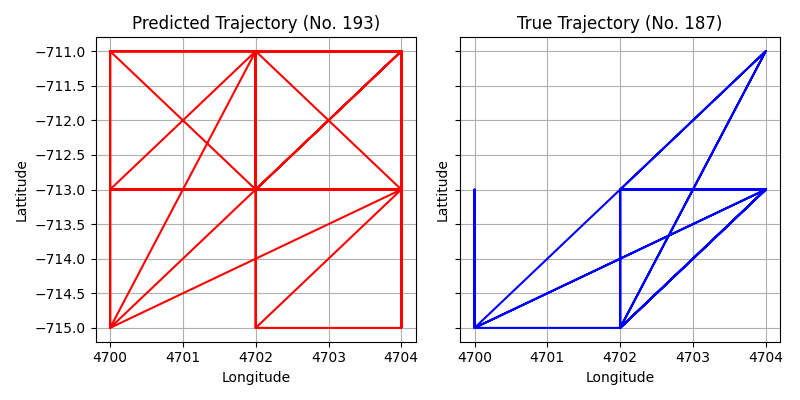 Predicted Trajectory (No. 193)
True Trajectory (No. 187)
−711.0
−711.5
−712.0
−712.5
−713.0
−713.5
−714.0
−714.5
−715.0
Lattitude
Lattitude
4700 4701 4702 4703 4704
4700 4701 4702 4703 4704
Longitude
Longitude